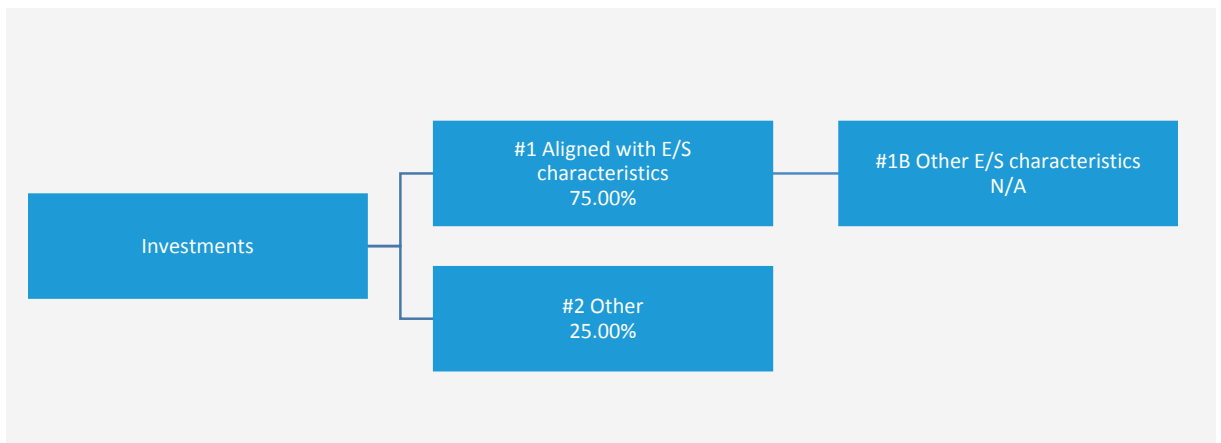 Investments
#1 Aligned with E/S
characteristics
75.00%
#1B Other E/S characteristics
N/A
#2 Other
25.00%